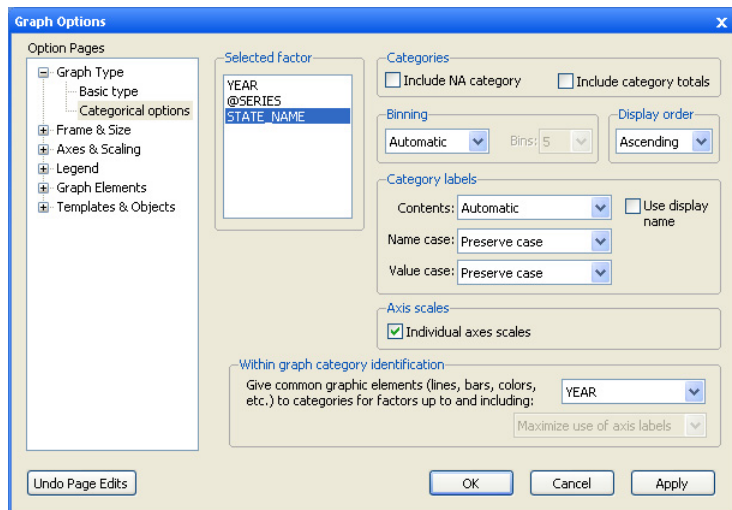 Graph Options
Option Pages
Graph Type
Basic type
Categorical options
Frame & Size
Axes & Scaling
Legend
Graph Elements
Templates & Objects
Selected factor
YEAR
@SERIES
STATE_NAME
Categories
Include NA category
Include category totals
Binning
Automatic
Bins: 5
Display order
Ascending
Category labels
Contents: Automatic
Use display
name
Name case: Preserve case
Value case: Preserve case
Axis scales
Individual axes scales
Within graph category identification
Give common graphic elements (lines, bars, colors,
etc.) to categories for factors up to and including:
YEAR
Maximize use of axis labels
Undo Page Edits
OK
Cancel
Apply